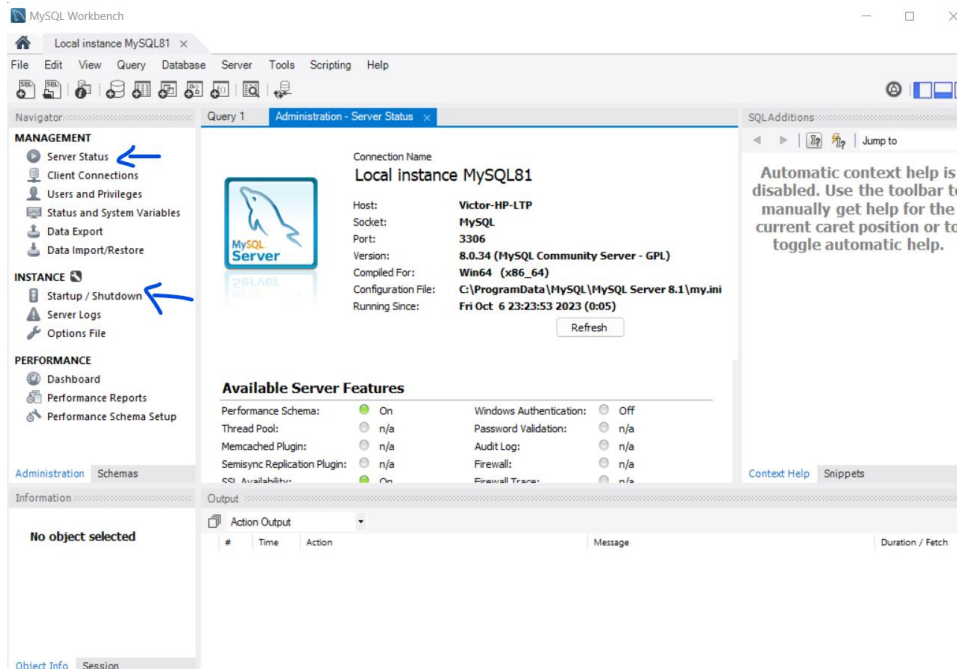 MySQL Workbench
Local instance MySQL81
File Edit View Query Database Server Tools Scripting Help
Navigator
MANAGEMENT
Server Status
Client Connections
Users and Privileges
Status and System Variables
Data Export
Data Import/Restore
INSTANCE
Startup / Shutdown
Server Logs
Options File
PERFORMANCE
Dashboard
Performance Reports
Performance Schema Setup
Administration Schemas
Query 1 Administration - Server Status
Connection Name
Local instance MySQL81
MySQL
Server
Host: Victor-HP-LTP
Socket: MySQL
Port: 3306
Version: 8.0.34 (MySQL Community Server - GPL)
Compiled For: Win64 (x86_64)
Configuration File: C:\ProgramData\MySQL\MySQL Server 8.1\my.ini
Running Since: Fri Oct 6 23:23:53 2023 (0:05)
Refresh
Available Server Features
Performance Schema: On Windows Authentication: Off
Thread Pool: n/a Password Validation: n/a
Memcached Plugin: n/a Audit Log: n/a
Semisync Replication Plugin: n/a Firewall: n/a
SSL Availability: On Firewall Trace: n/a
SQLAdditions
Jump to
Automatic context help is
disabled. Use the toolbar
manually get help for the
current caret position or
toggle automatic help.
Context Help Snippets
Information
No object selected
Object Info Session
Output
Action Output
# Time Action Message Duration / Fetch